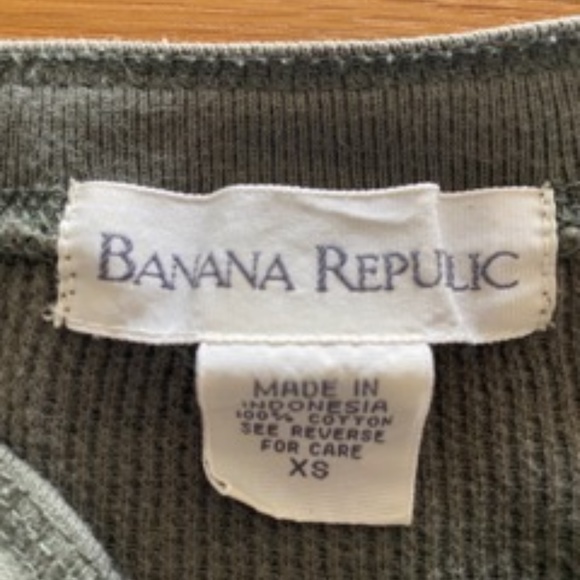 BANANA REPULIC
MADE IN
INDONESIA
100% COTTON
SEE REVERSE
FOR CARE
XS